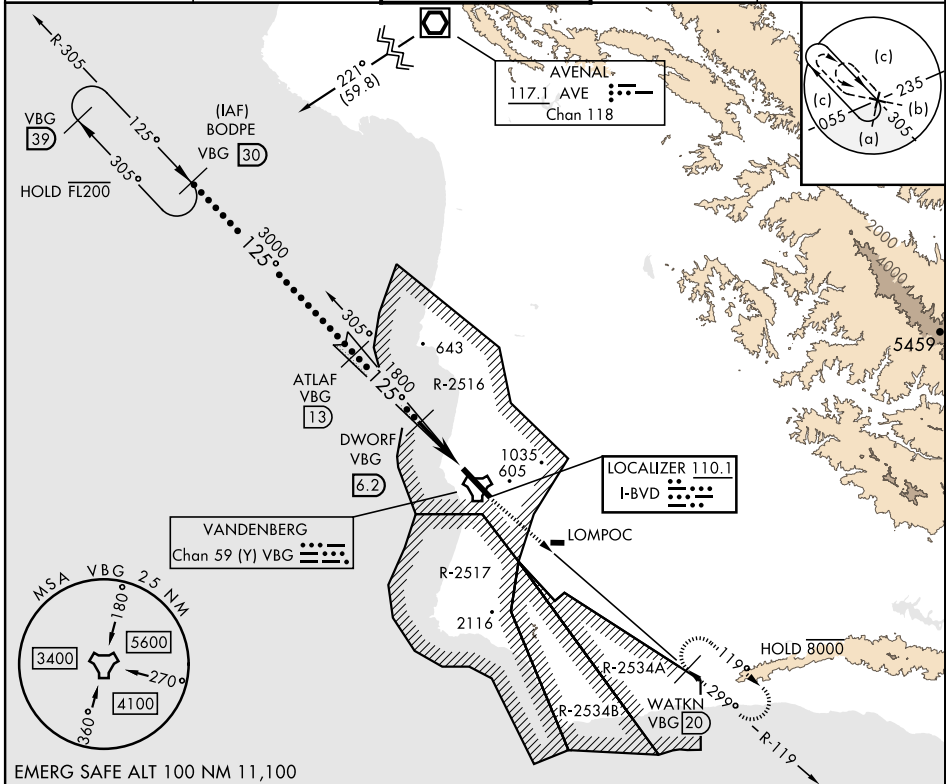 R-305
VBG
39
125°
305°
HOLD FL200
(IAF)
BODPE
VBG 30
221°
(59.8)
AVENAL
117.1 AVE
Chan 118
(c)
235
(c)
(b)
055
305
(a)
3000
125°
305°
1800
125°
ATLAF
VBG
13
643
R-2516
2000
4000
5459
DWORF
VBG
6.2
1035
605
LOCALIZER 110.1
I-BVD
VANDENBERG
Chan 59 (Y) VBG
LOMPOC
R-2517
2116
R-2534A
R-2534B
119°
299°
HOLD 8000
WATKN
VBG 20
R-119
MSA VBG 25 NM
180°
5600
3400
270°
4100
360°
EMERG SAFE ALT 100 NM 11,100